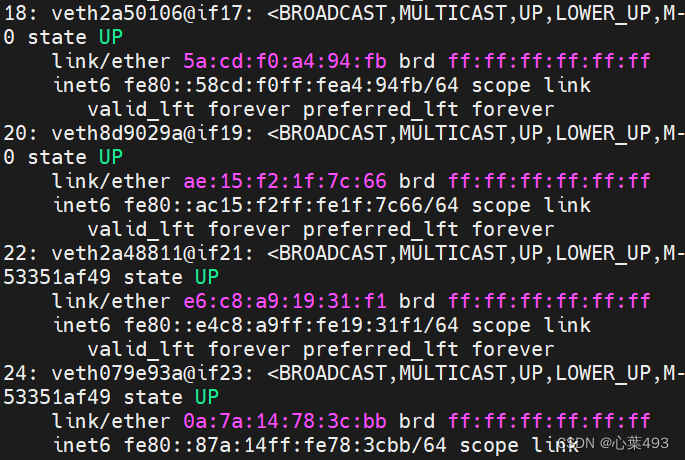 18: veth2a50106@if17: <BROADCAST,MULTICAST,UP,LOWER_UP,M-
0 state UP
link/ether 5a:cd:f0:a4:94:fb brd ff:ff:ff:ff:ff:ff
inet6 fe80::58cd:f0ff:fea4:94fb/64 scope link
valid_lft forever preferred_lft forever
20: veth8d9029a@if19: <BROADCAST,MULTICAST,UP,LOWER_UP,M-
0 state UP
link/ether ae:15:f2:1f:7c:66 brd ff:ff:ff:ff:ff:ff
inet6 fe80::ac15:f2ff:fe1f:7c66/64 scope link
valid_lft forever preferred_lft forever
22: veth2a48811@if21: <BROADCAST,MULTICAST,UP,LOWER_UP,M-
53351af49 state UP
link/ether e6:c8:a9:19:31:f1 brd ff:ff:ff:ff:ff:ff
inet6 fe80::e4c8:a9ff:fe19:31f1/64 scope link
valid_lft forever preferred_lft forever
24: veth079e93a@if23: <BROADCAST,MULTICAST,UP,LOWER_UP,M-
53351af49 state UP
link/ether 0a:7a:14:78:3c:bb brd ff:ff:ff:ff:ff:ff
inet6 fe80::87a:14ff:fe78:3cbb/64 scope link
CSDN @心葉493